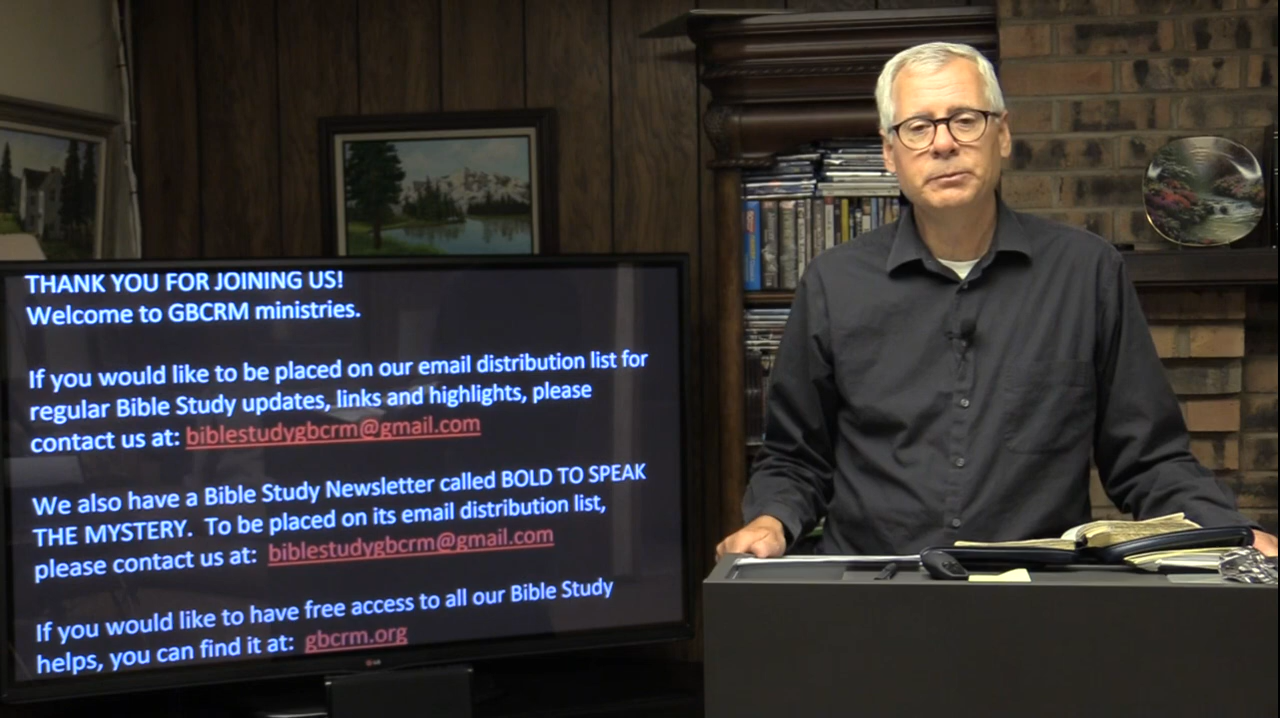 THANK YOU FOR JOINING US!
Welcome to GBCRM ministries.
If you would like to be placed on our email distribution list for
regular Bible Study updates, links and highlights, please
contact us at: biblestudygbcrm@gmail.com
We also have a Bible Study Newsletter called BOLD TO SPEAK
THE MYSTERY. To be placed on its email distribution list,
please contact us at: biblestudygbcrm@gmail.com
If you would like to have free access to all our Bible Study
helps, you can find it at: gbcrm.org
LG